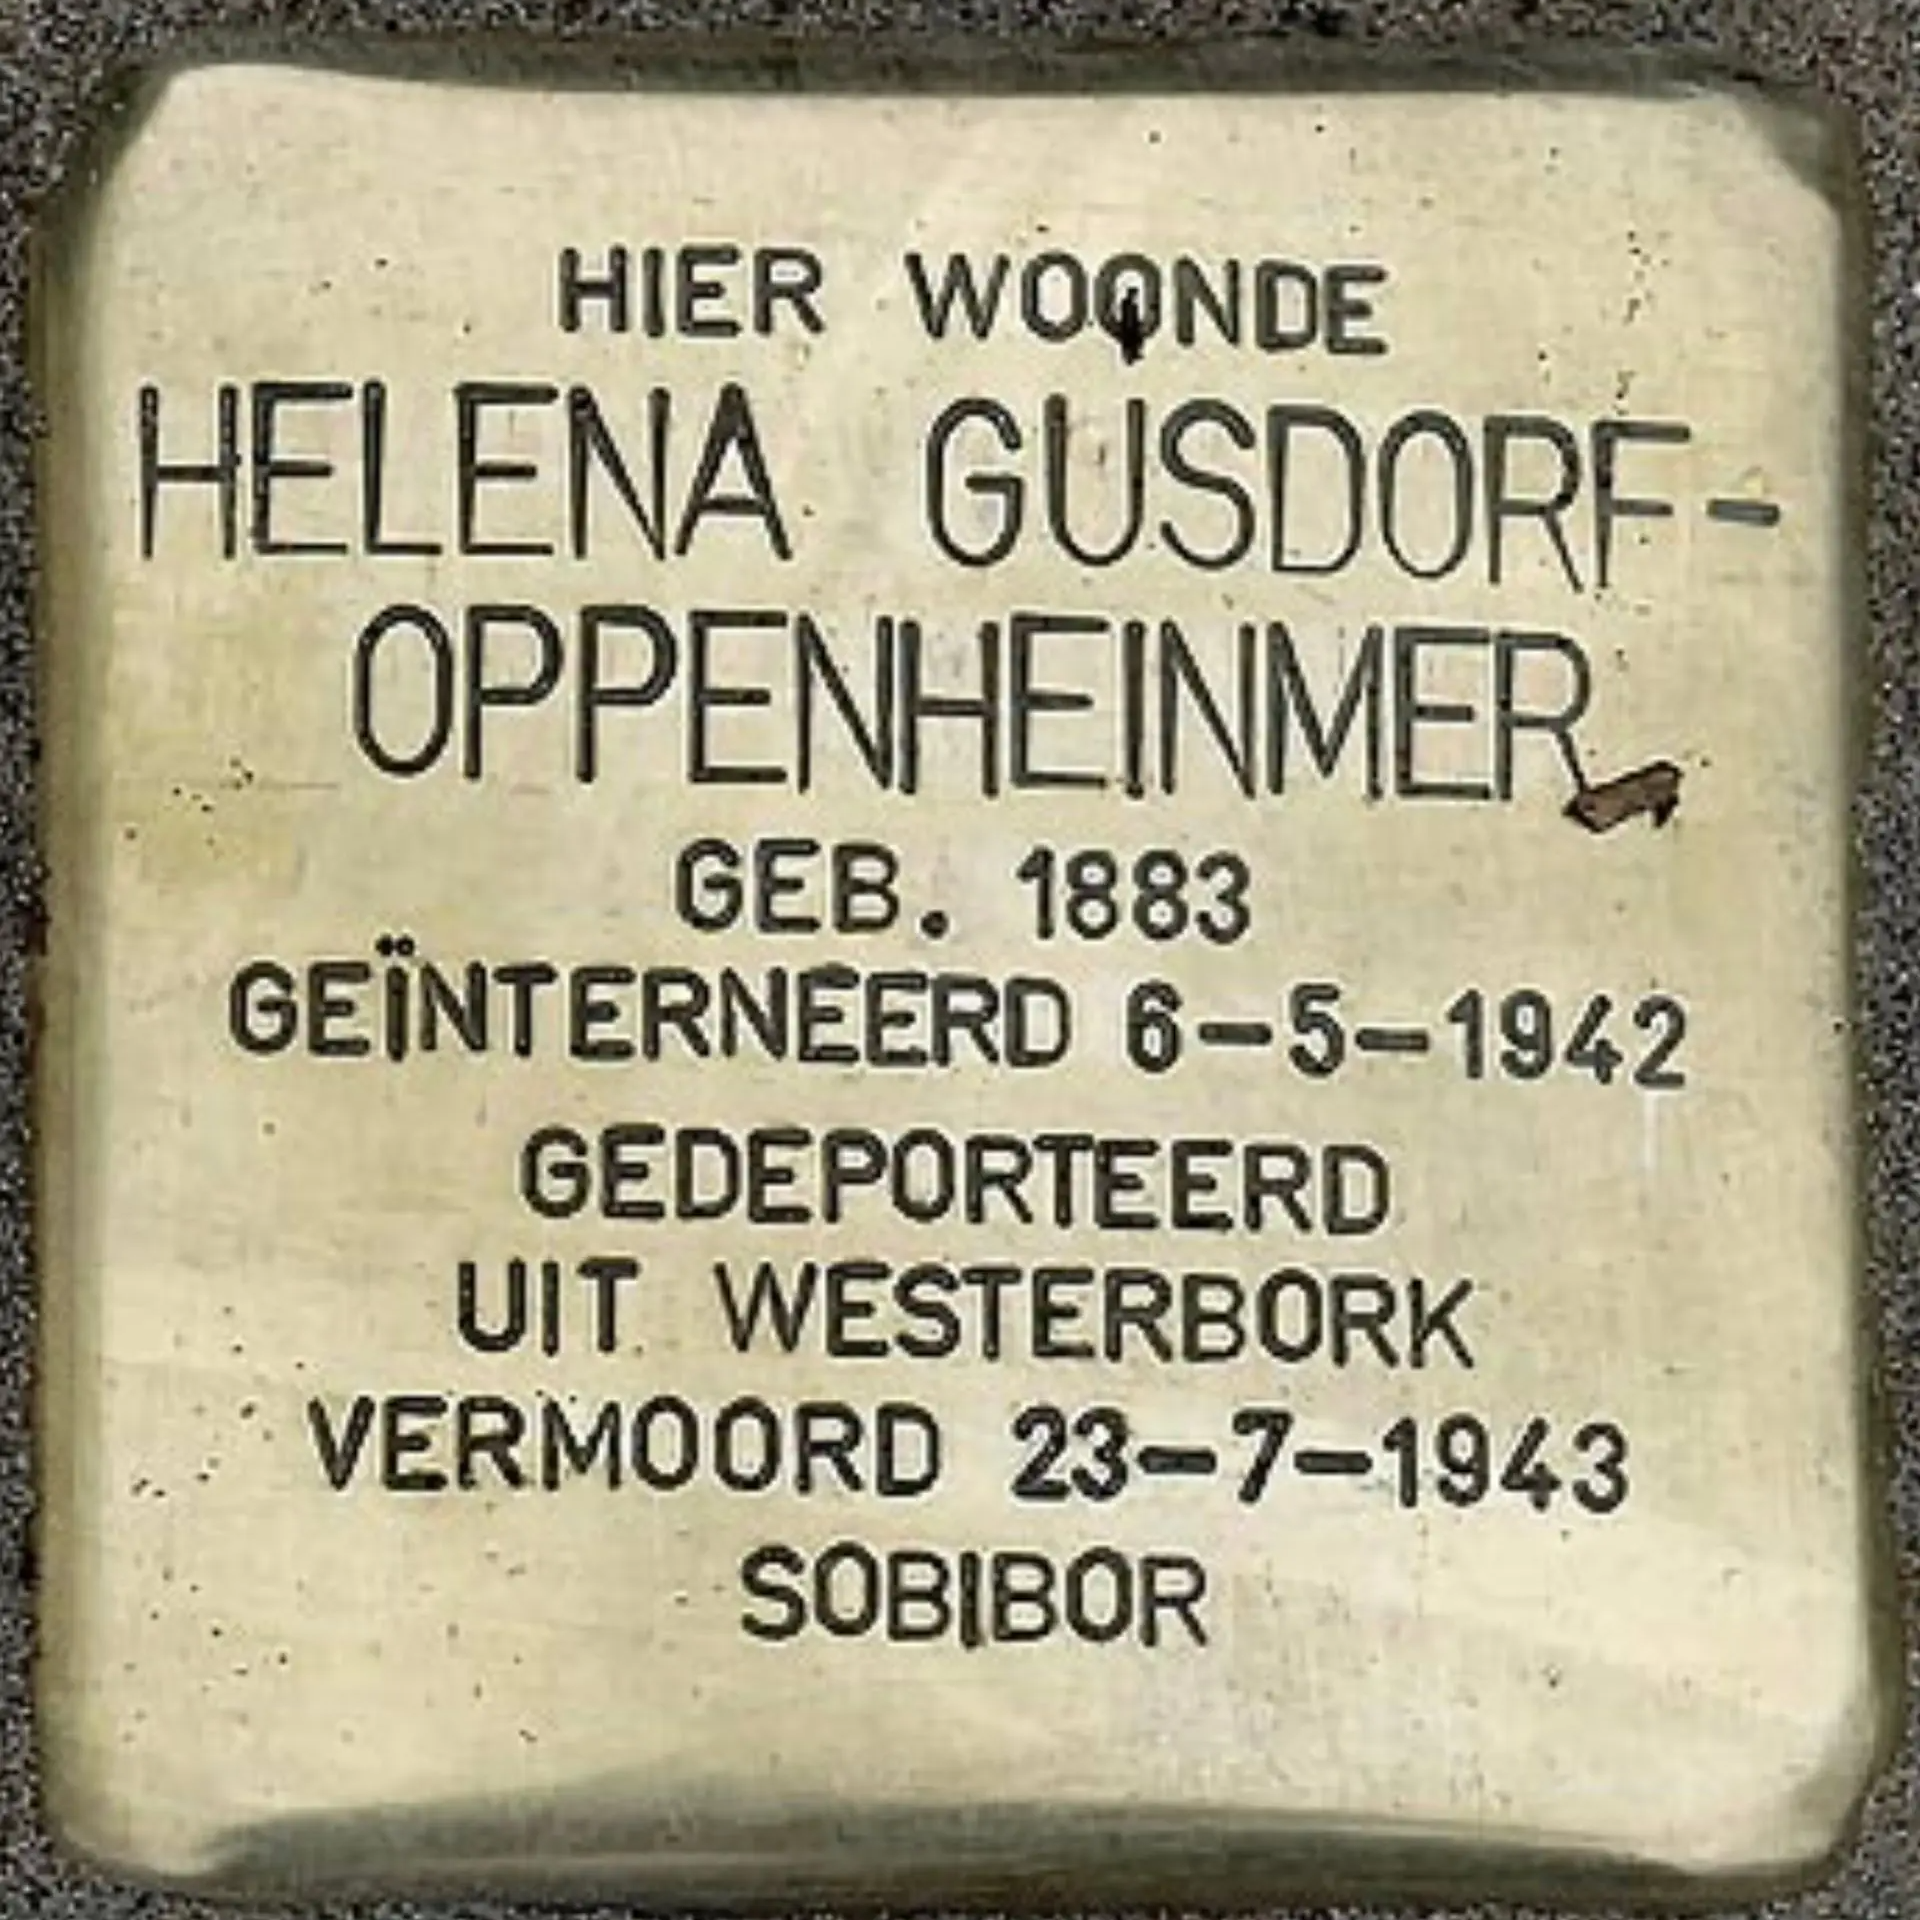 HIER WOONDE
HELENA GUSDORF-
OPPENHEINMER
GEB. 1883
GEÏNTERNEERD 6-5-1942
GEDEPORTEERD
UIT WESTERBORK
VERMOORD 23-7-1943
SOBIBOR